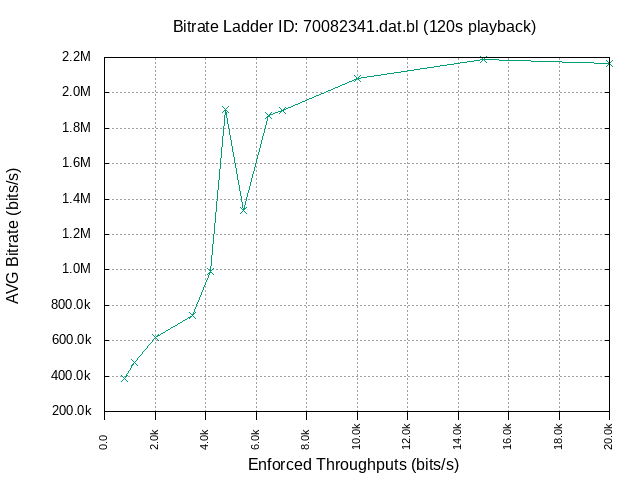 Bitrate Ladder ID: 70082341.dat.bl (120s playback)
2.2M
2.0M
1.8M
1.6M
1.4M
1.2M
1.0M
800.0k
600.0k
400.0k
200.0k
AVG Bitrate (bits/s)
0.0
2.0k
4.0k
6.0k
8.0k
10.0k
12.0k
14.0k
16.0k
18.0k
20.0k
Enforced Throughputs (bits/s)